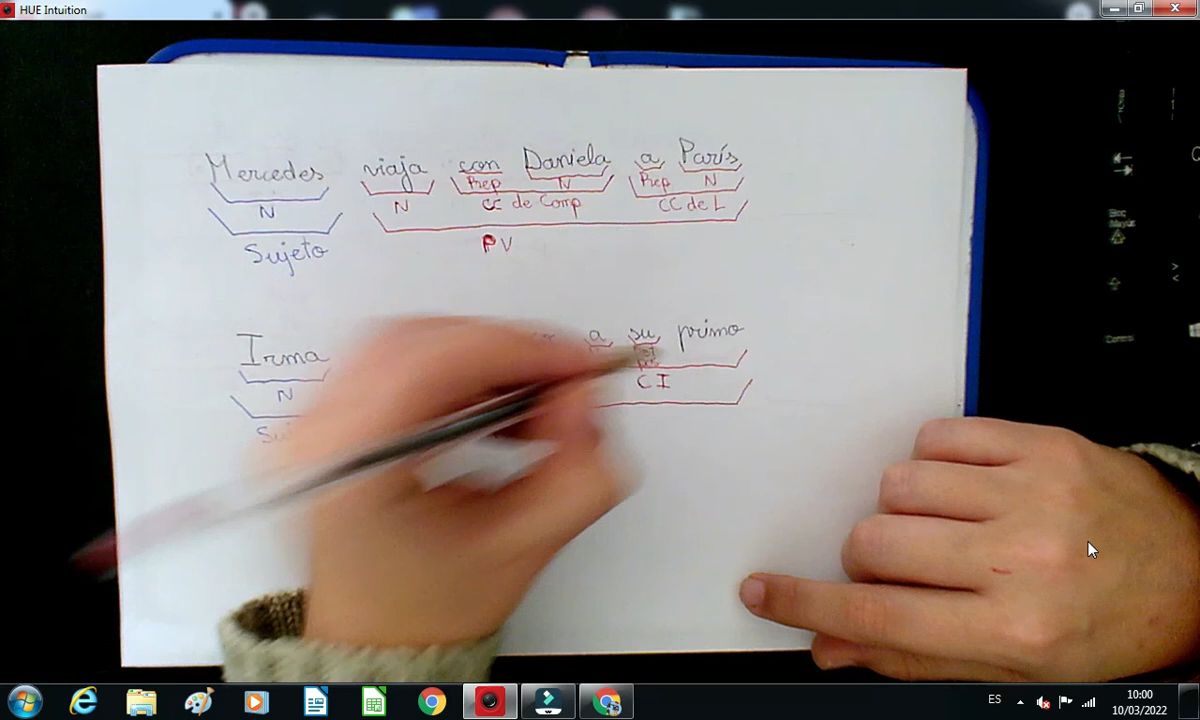 HUE Intuition
Mercedes viaja con Daniela a París
Prep N Prep N
N N CC de Comp CC de L
Sujeto PV
Irma a su primo
N CI
ES 10:00
10/03/2022